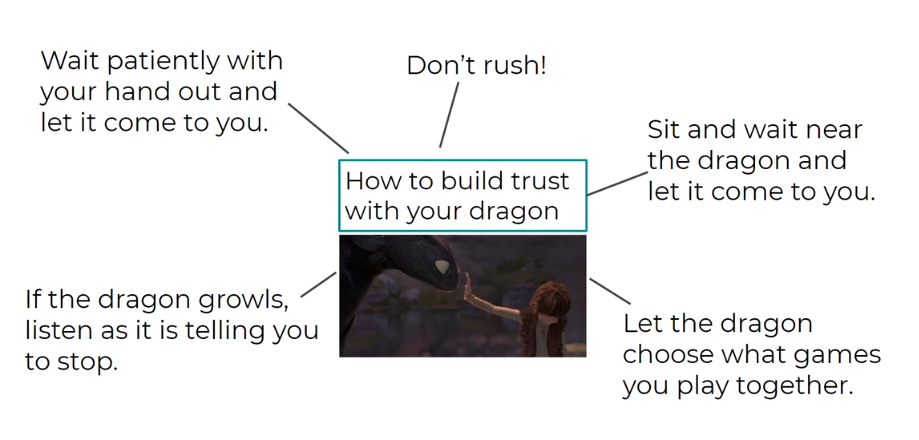 Wait patiently with
your hand out and
let it come to you.
Don’t rush!
Sit and wait near
the dragon and
let it come to you.
How to build trust
with your dragon
If the dragon growls,
listen as it is telling you
to stop.
Let the dragon
choose what games
you play together.